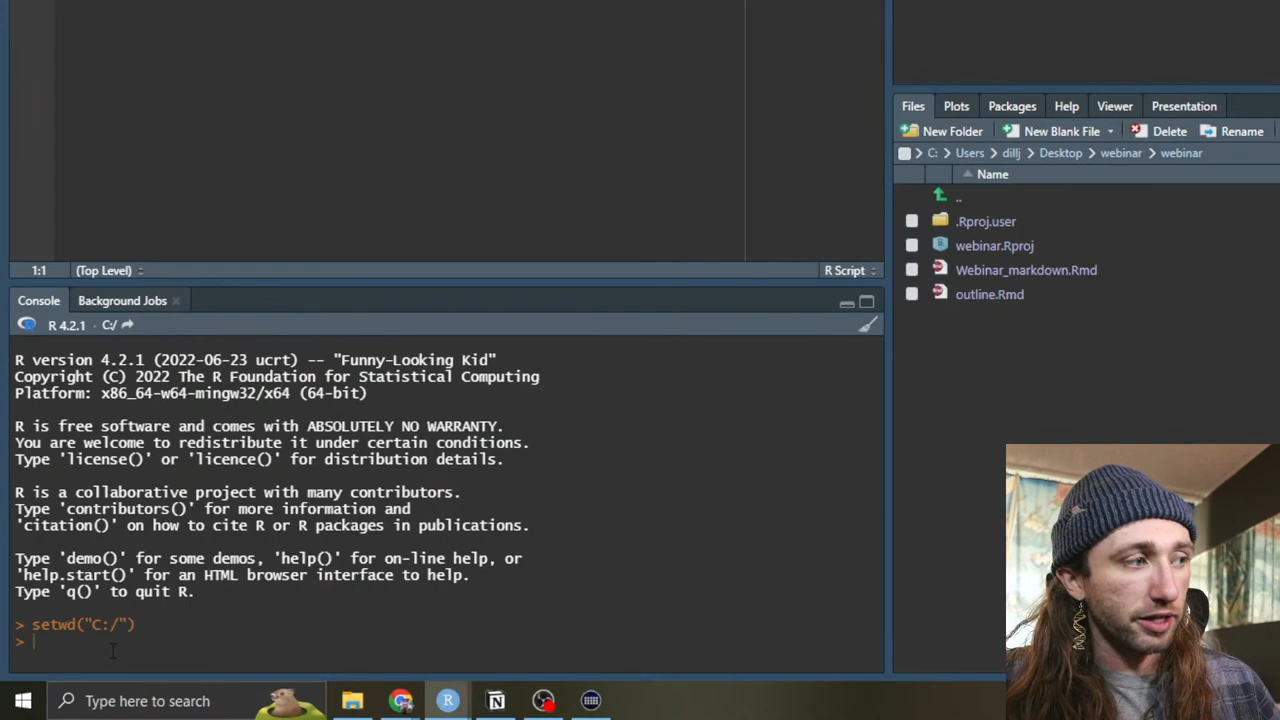 Files Plots Packages Help Viewer Presentation
New Folder New Blank File Delete Rename
C: Users dillj Desktop webinar webinar
Name
..
.Rproj.user
webinar.Rproj
Webinar_markdown.Rmd
outline.Rmd
1:1 (Top Level) R Script
Console Background Jobs
R 4.2.1 · C:/
R version 4.2.1 (2022-06-23 ucrt) -- "Funny-Looking Kid"
Copyright (C) 2022 The R Foundation for Statistical Computing
Platform: x86_64-w64-mingw32/x64 (64-bit)
R is free software and comes with ABSOLUTELY NO WARRANTY.
You are welcome to redistribute it under certain conditions.
Type 'license()' or 'licence()' for distribution details.
R is a collaborative project with many contributors.
Type 'contributors()' for more information and
'citation()' on how to cite R or R packages in publications.
Type 'demo()' for some demos, 'help()' for on-line help, or
'help.start()' for an HTML browser interface to help.
Type 'q()' to quit R.
> setwd("C:/")
>
Type here to search